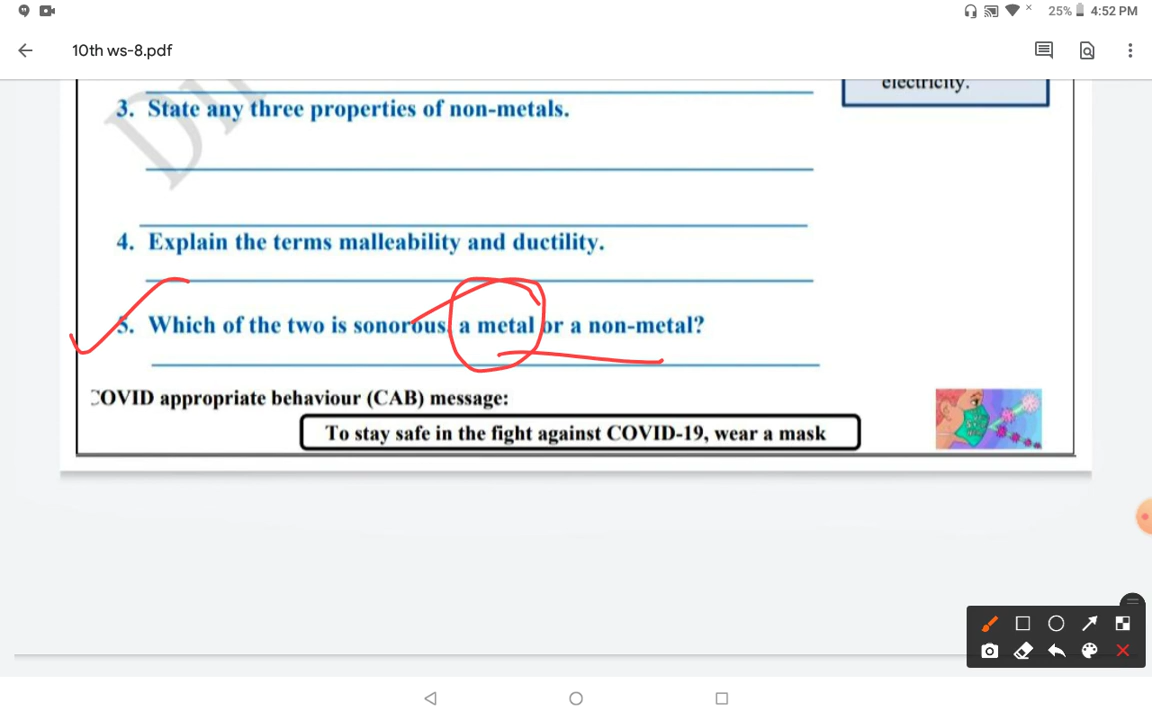 25% 4:52 PM
10th ws-8.pdf
electricity.
3. State any three properties of non-metals.
4. Explain the terms malleability and ductility.
5. Which of the two is sonorous, a metal or a non-metal?
COVID appropriate behaviour (CAB) message:
To stay safe in the fight against COVID-19, wear a mask